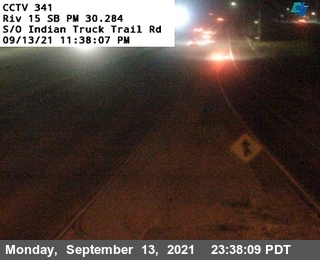 CCTV 341
Riv 15 SB PM 30.284
S/O Indian Truck Trail Rd
09/13/21 11:38:07 PM
Monday, September 13, 2021 23:38:09 PDT